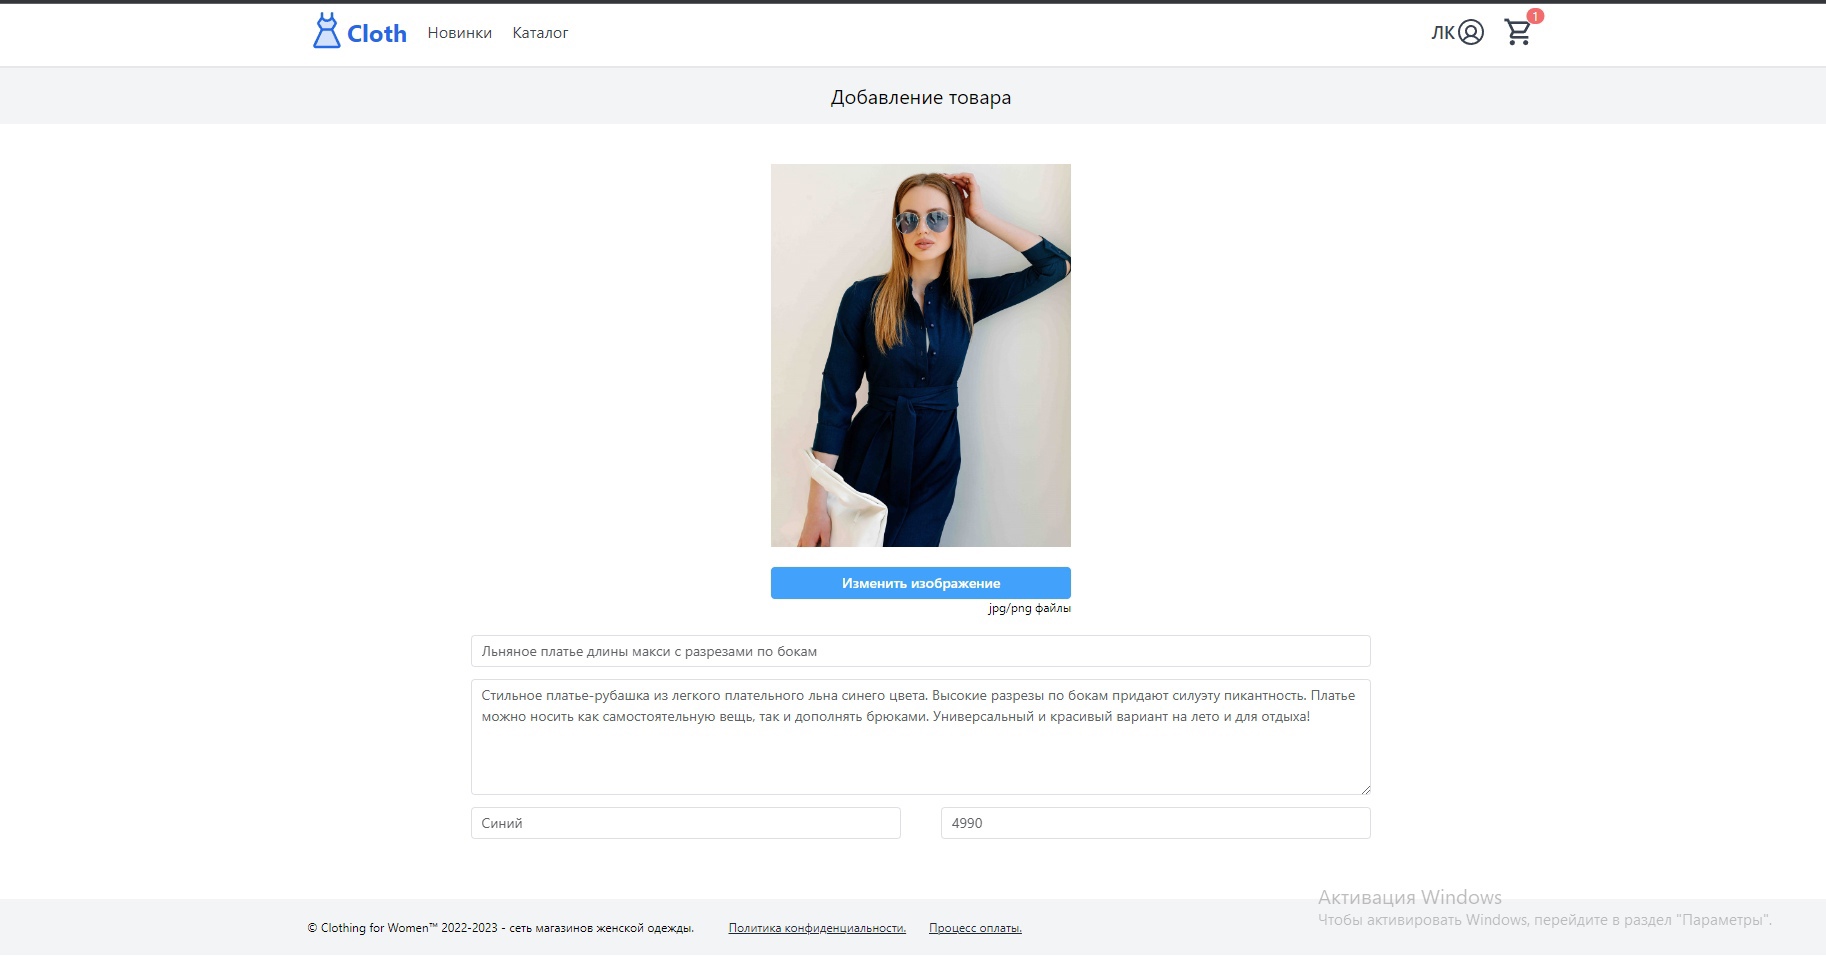 Cloth
Новинки
Каталог
ЛК
1
Добавление товара
Изменить изображение
jpg/png файлы
Льняное платье длины макси с разрезами по бокам
Стильное платье-рубашка из легкого плательного льна синего цвета. Высокие разрезы по бокам придают силуэту пикантность. Платье
можно носить как самостоятельную вещь, так и дополнять брюками. Универсальный и красивый вариант на лето и для отдыха!
Синий
4990
Активация Windows
Чтобы активировать Windows, перейдите в раздел "Параметры".
© Clothing for Women™ 2022-2023 - сеть магазинов женской одежды.
Политика конфиденциальности.
Процесс оплаты.